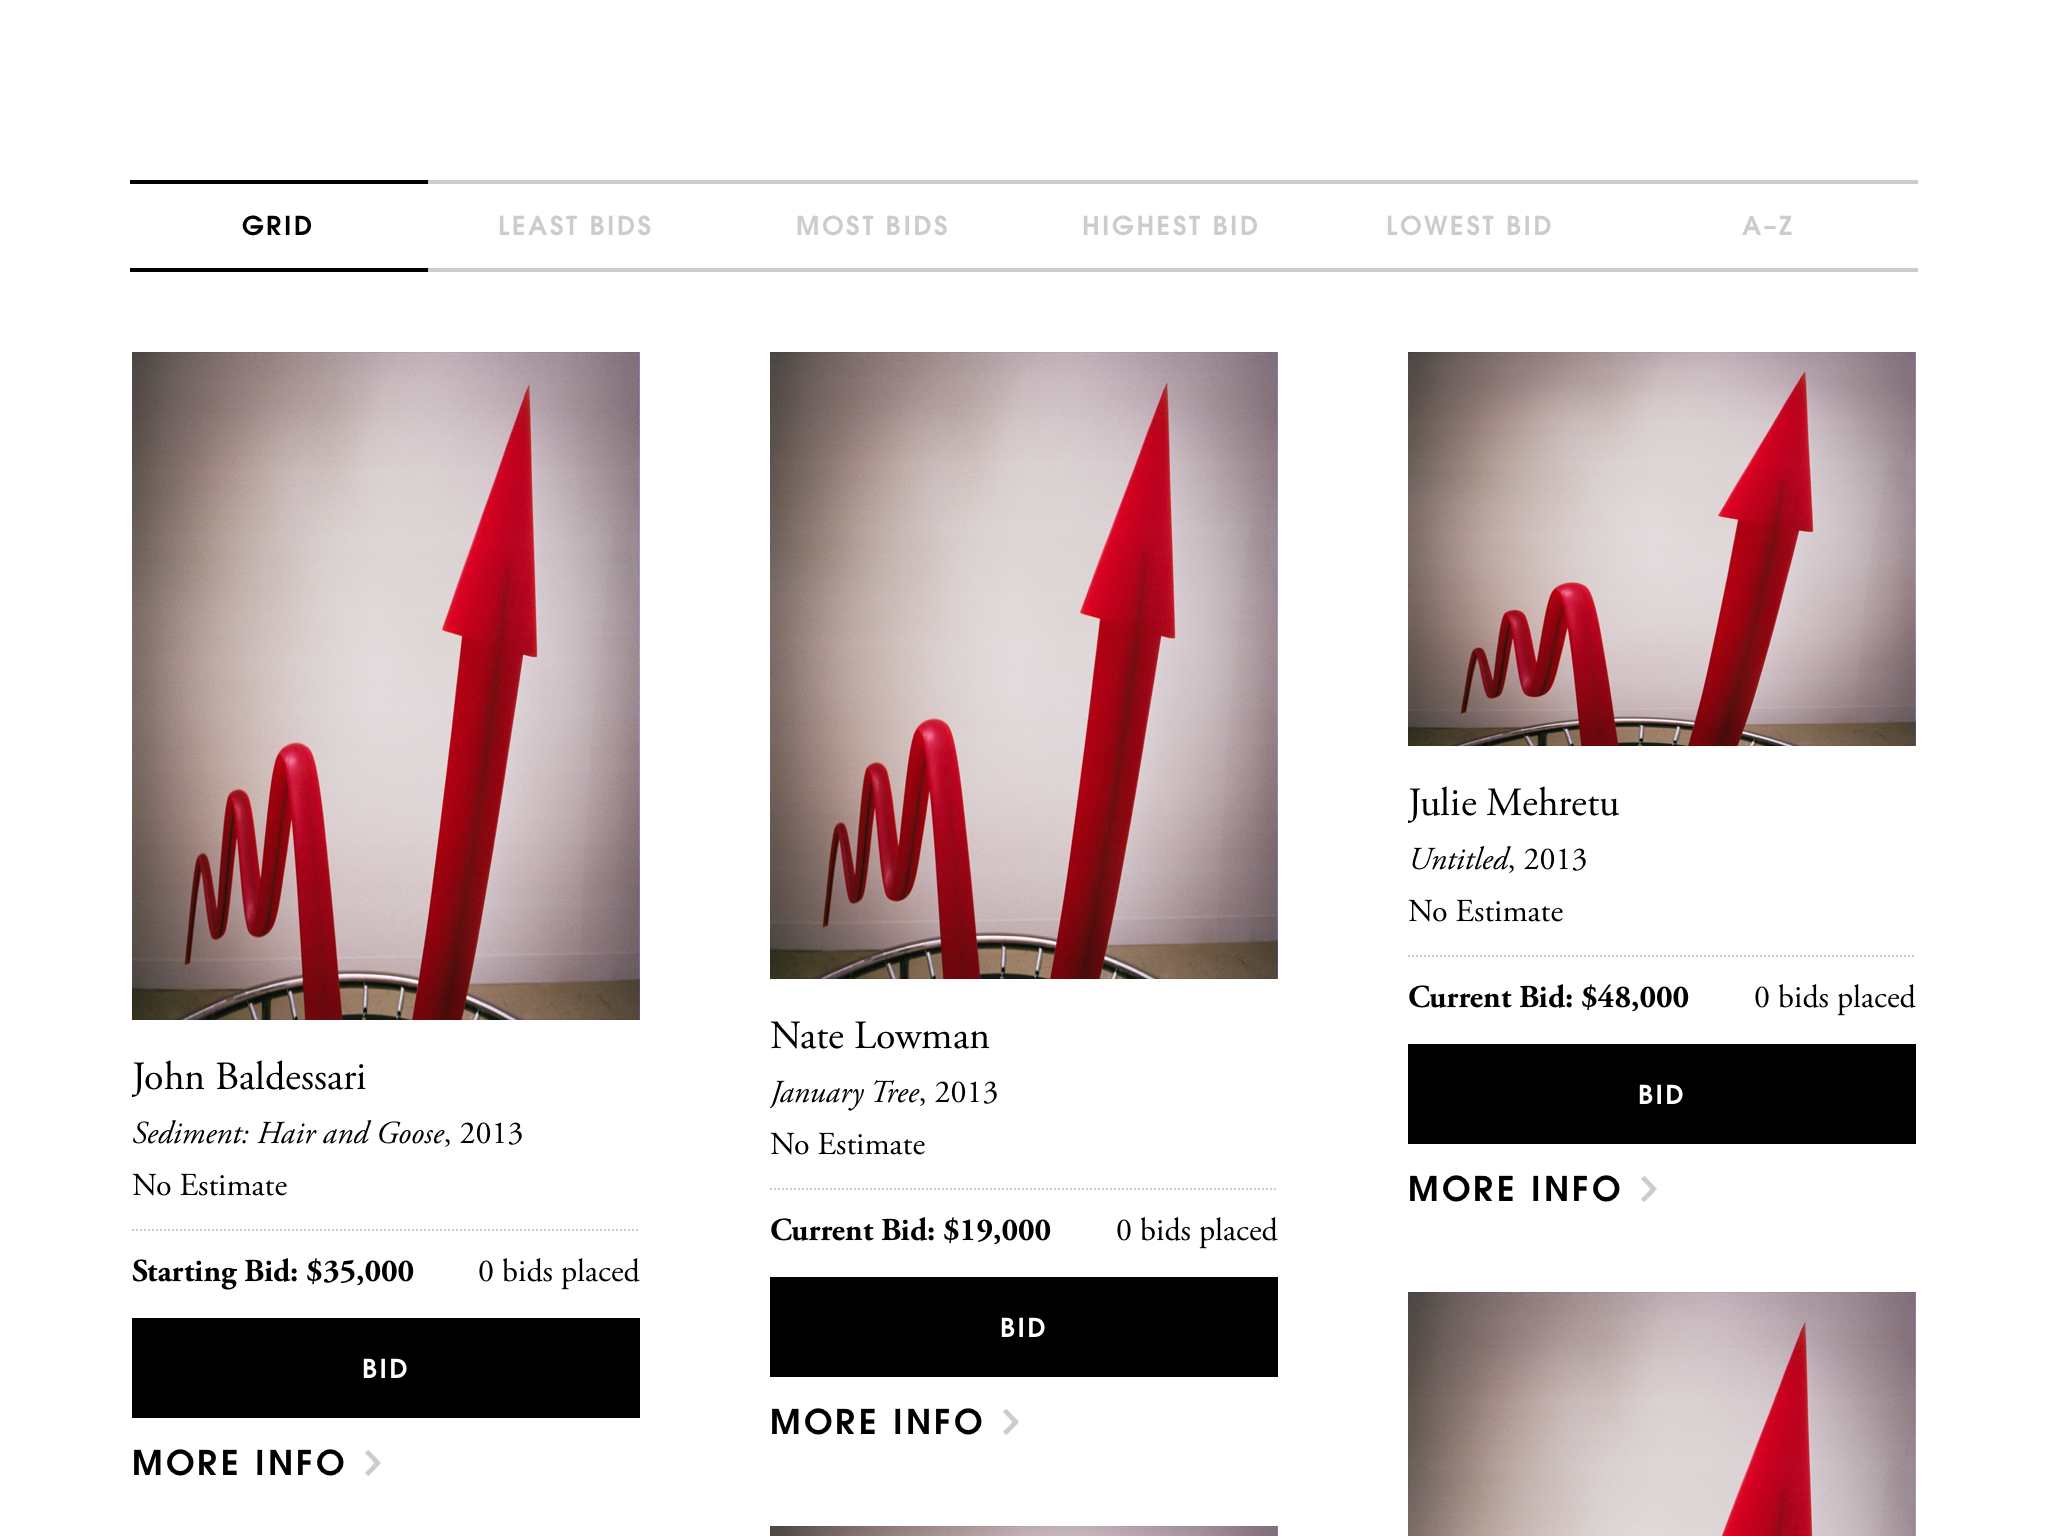 GRID LEAST BIDS MOST BIDS HIGHEST BID LOWEST BID A–Z
John Baldessari
Sediment: Hair and Goose, 2013
No Estimate
Starting Bid: $35,000 0 bids placed
BID
MORE INFO
Nate Lowman
January Tree, 2013
No Estimate
Current Bid: $19,000 0 bids placed
BID
MORE INFO
Julie Mehretu
Untitled, 2013
No Estimate
Current Bid: $48,000 0 bids placed
BID
MORE INFO